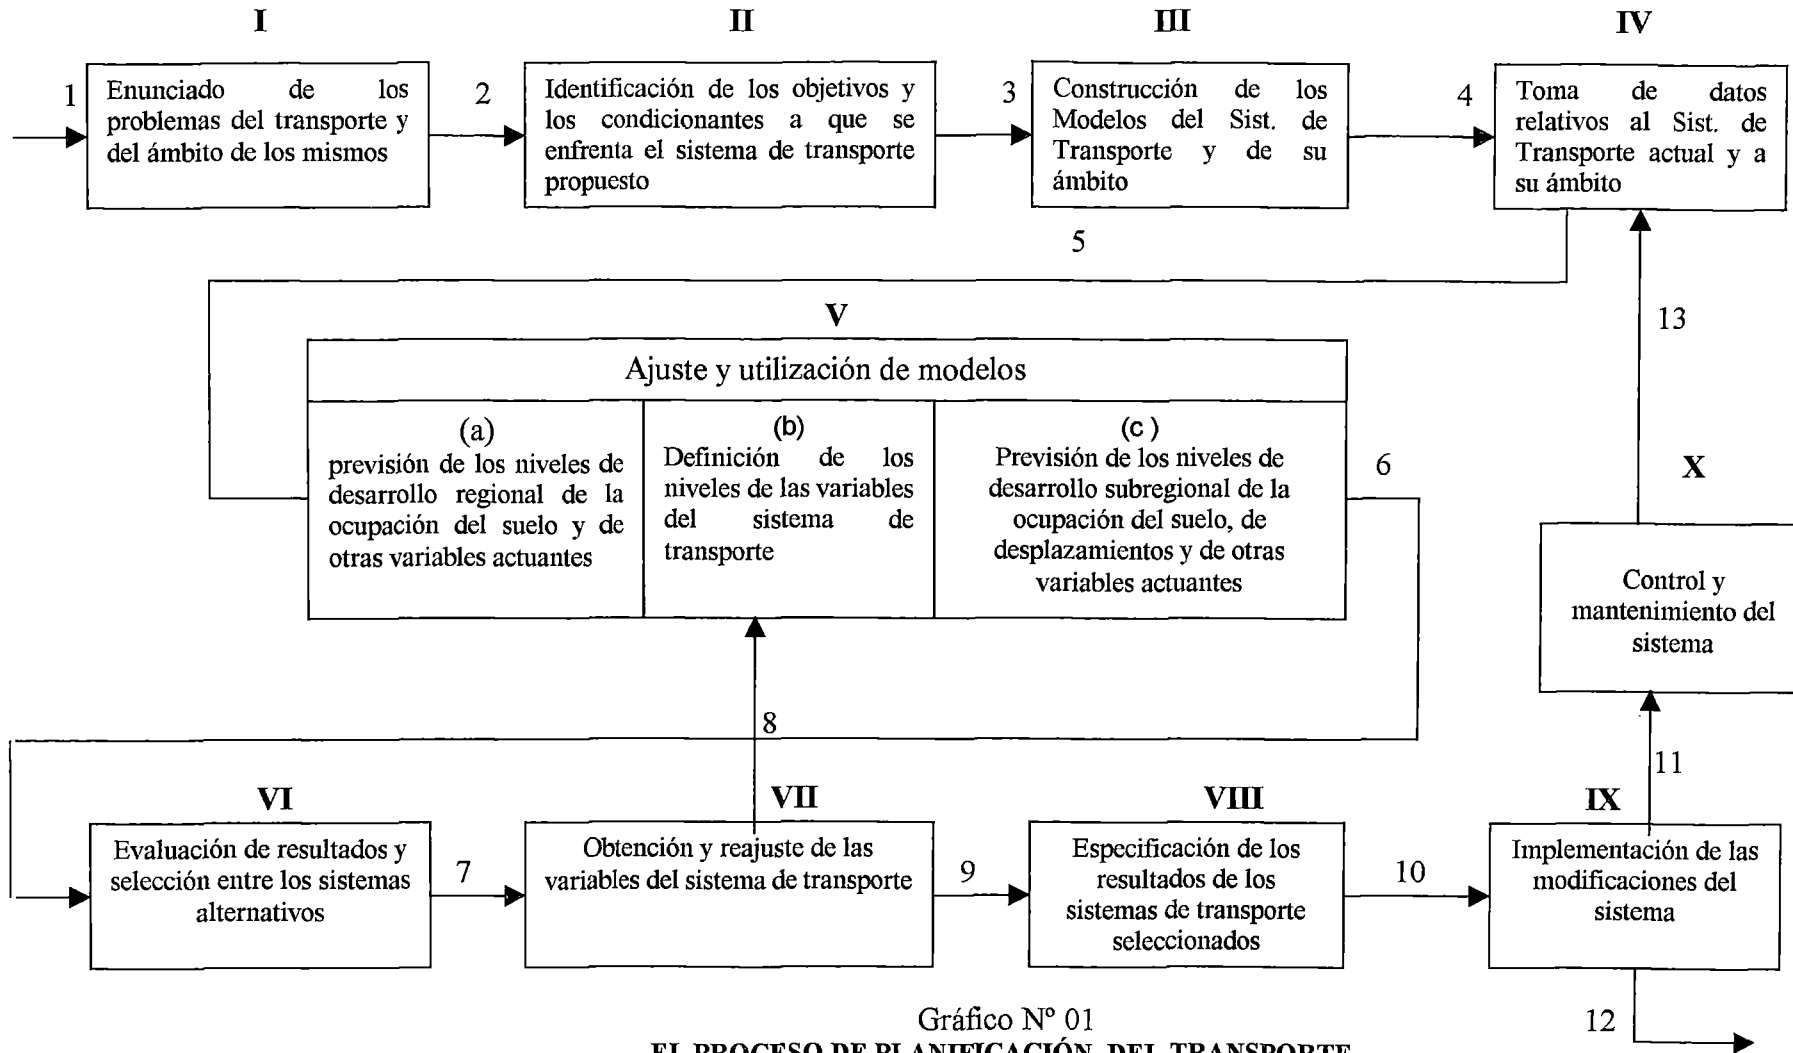 I
II
III
IV
1
Enunciado de los
problemas del transporte y
del ámbito de los mismos
2
Identificación de los objetivos y
los condicionantes a que se
enfrenta el sistema de transporte
propuesto
3
Construcción de los
Modelos del Sist. de
Transporte y de su
ámbito
4
Toma de datos
relativos al Sist. de
Transporte actual y a
su ámbito
5
13
V
Ajuste y utilización de modelos
(a)
previsión de los niveles de
desarrollo regional de la
ocupación del suelo y de
otras variables actuantes
(b)
Definición de los
niveles de las variables
del sistema de
transporte
(c )
Previsión de los niveles de
desarrollo subregional de la
ocupación del suelo, de
desplazamientos y de otras
variables actuantes
6
X
Control y
mantenimiento del
sistema
8
11
VI
VII
VIII
IX
Evaluación de resultados y
selección entre los sistemas
alternativos
7
Obtención y reajuste de las
variables del sistema de transporte
9
Especificación de los
resultados de los
sistemas de transporte
seleccionados
10
Implementación de las
modificaciones del
sistema
12
Gráfico Nº 01
EL PROCESO DE PLANIFICACIÓN DEL TRANSPORTE